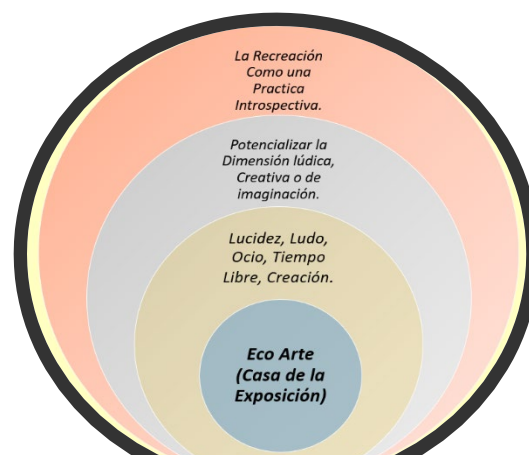 La Recreación
Como una
Practica
Introspectiva.
Potencializar la
Dimensión lúdica,
Creativa o de
imaginación.
Lucidez, Ludo,
Ocio, Tiempo
Libre, Creación.
Eco Arte
(Casa de la
Exposición)